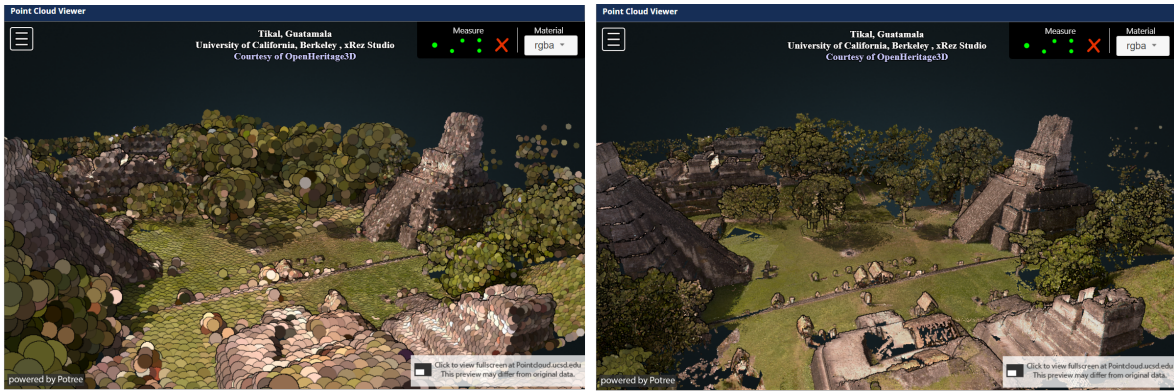 Point Cloud Viewer
Tikal, Guatamala
University of California, Berkeley , xRez Studio
Courtesy of OpenHeritage3D
Measure
Material
rgba
powered by Potree
Click to view fullscreen at Pointcloud.ucsd.edu
This preview may differ from original data.
Point Cloud Viewer
Tikal, Guatamala
University of California, Berkeley , xRez Studio
Courtesy of OpenHeritage3D
Measure
Material
rgba
powered by Potree
Click to view fullscreen at Pointcloud.ucsd.edu
This preview may differ from original data.